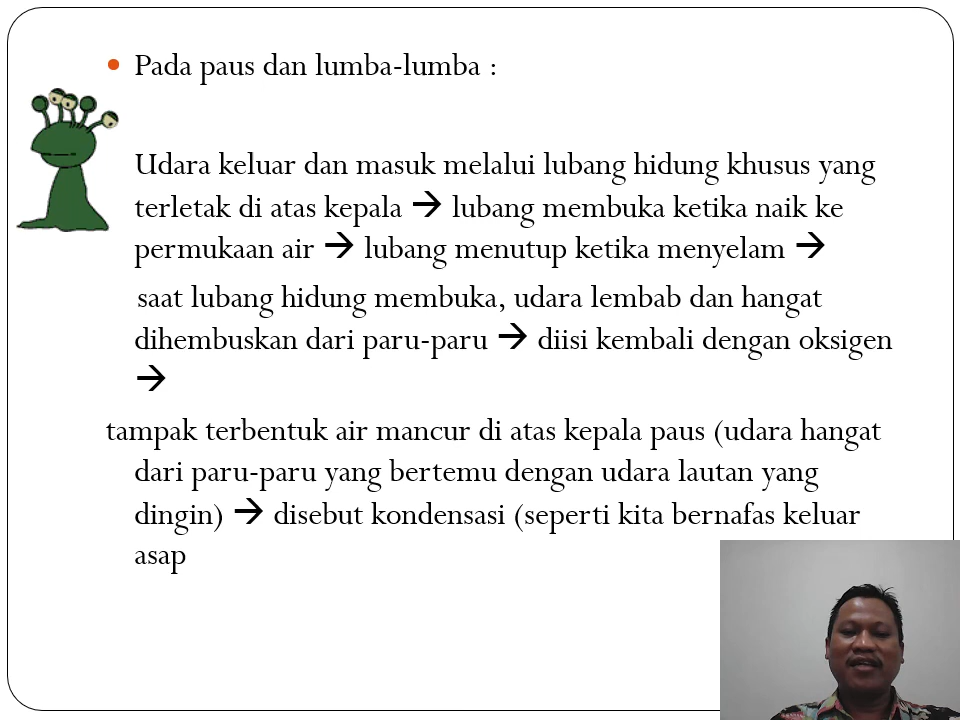 Pada paus dan lumba-lumba :
Udara keluar dan masuk melalui lubang hidung khusus yang
terletak di atas kepala → lubang membuka ketika naik ke
permukaan air → lubang menutup ketika menyelam →
saat lubang hidung membuka, udara lembab dan hangat
dihembuskan dari paru-paru → diisi kembali dengan oksigen
→
tampak terbentuk air mancur di atas kepala paus (udara hangat
dari paru-paru yang bertemu dengan udara lautan yang
dingin) → disebut kondensasi (seperti kita bernafas keluar
asap